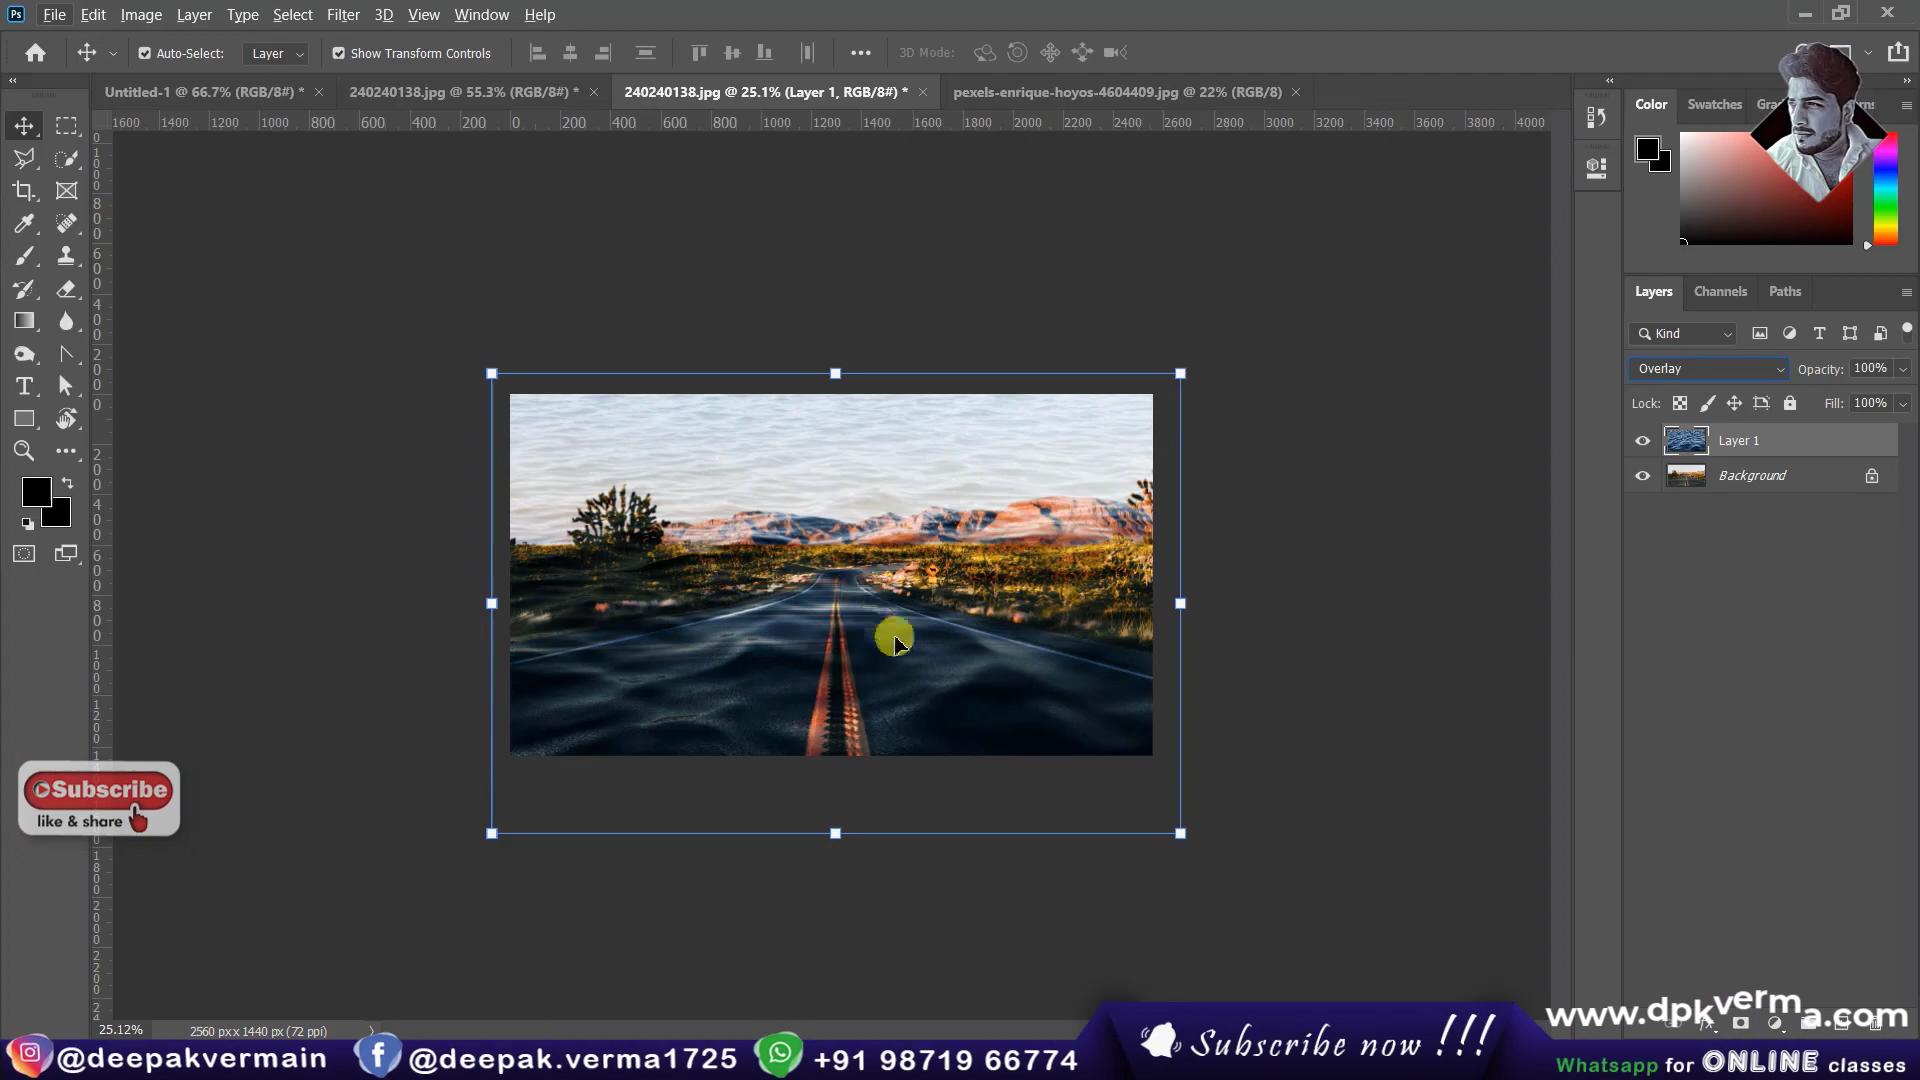 Ps File Edit Image Layer Type Select Filter 3D View Window Help
Auto-Select: Layer Show Transform Controls 3D Mode:
Untitled-1 @ 66.7% (RGB/8#) * 240240138.jpg @ 55.3% (RGB/8#) * 240240138.jpg @ 25.1% (Layer 1, RGB/8#) * pexels-enrique-hoyos-4604409.jpg @ 22% (RGB/8)
1600 1400 1200 1000 800 600 400 200 0 200 400 600 800 1000 1200 1400 1600 1800 2000 2200 2400 2600 2800 3000 3200 3400 3600 3800 4000
Color Swatches
Layers Channels Paths
Kind
Overlay Opacity: 100%
Lock: Fill: 100%
Layer 1
Background
Subscribe
like & share
25.12% 2560 px x 1440 px (72 ppi)
www.dpkverma.com
@deepakvermain @deepak.verma1725 +91 98719 66774 Subscribe now !!!
Whatsapp for ONLINE classes